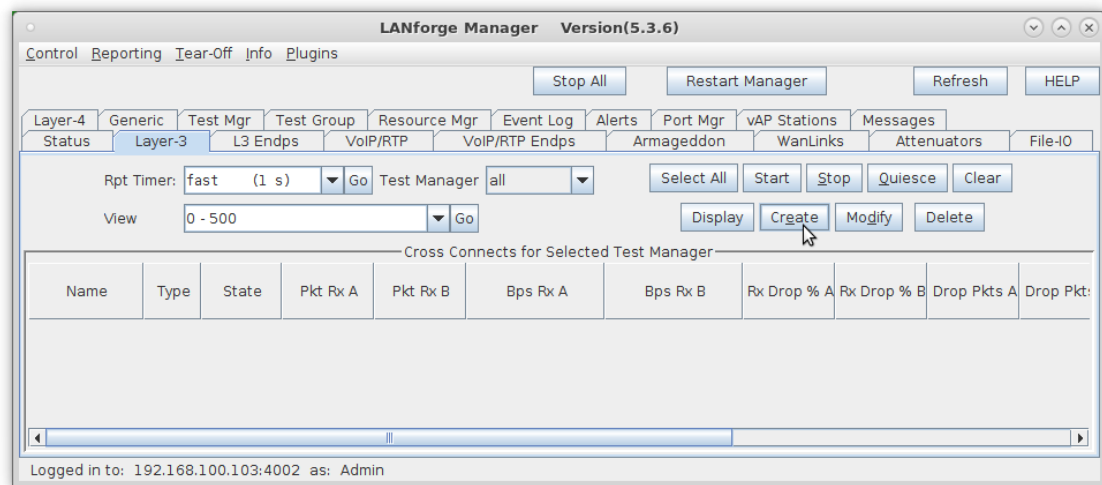 LANforge Manager Version(5.3.6)
Control Reporting Tear-Off Info Plugins
Stop All Restart Manager Refresh HELP
Layer-4 Generic Test Mgr Test Group Resource Mgr Event Log Alerts Port Mgr vAP Stations Messages
Status Layer-3 L3 Endps VoIP/RTP VoIP/RTP Endps Armageddon WanLinks Attenuators File-IO
Rpt Timer: fast (1 s) Go Test Manager all Select All Start Stop Quiesce Clear
View 0 - 500 Go Display Create Modify Delete
Cross Connects for Selected Test Manager
Name Type State Pkt Rx A Pkt Rx B Bps Rx A Bps Rx B Rx Drop % A Rx Drop % B Drop Pkts A Drop Pkts
Logged in to: 192.168.100.103:4002 as: Admin